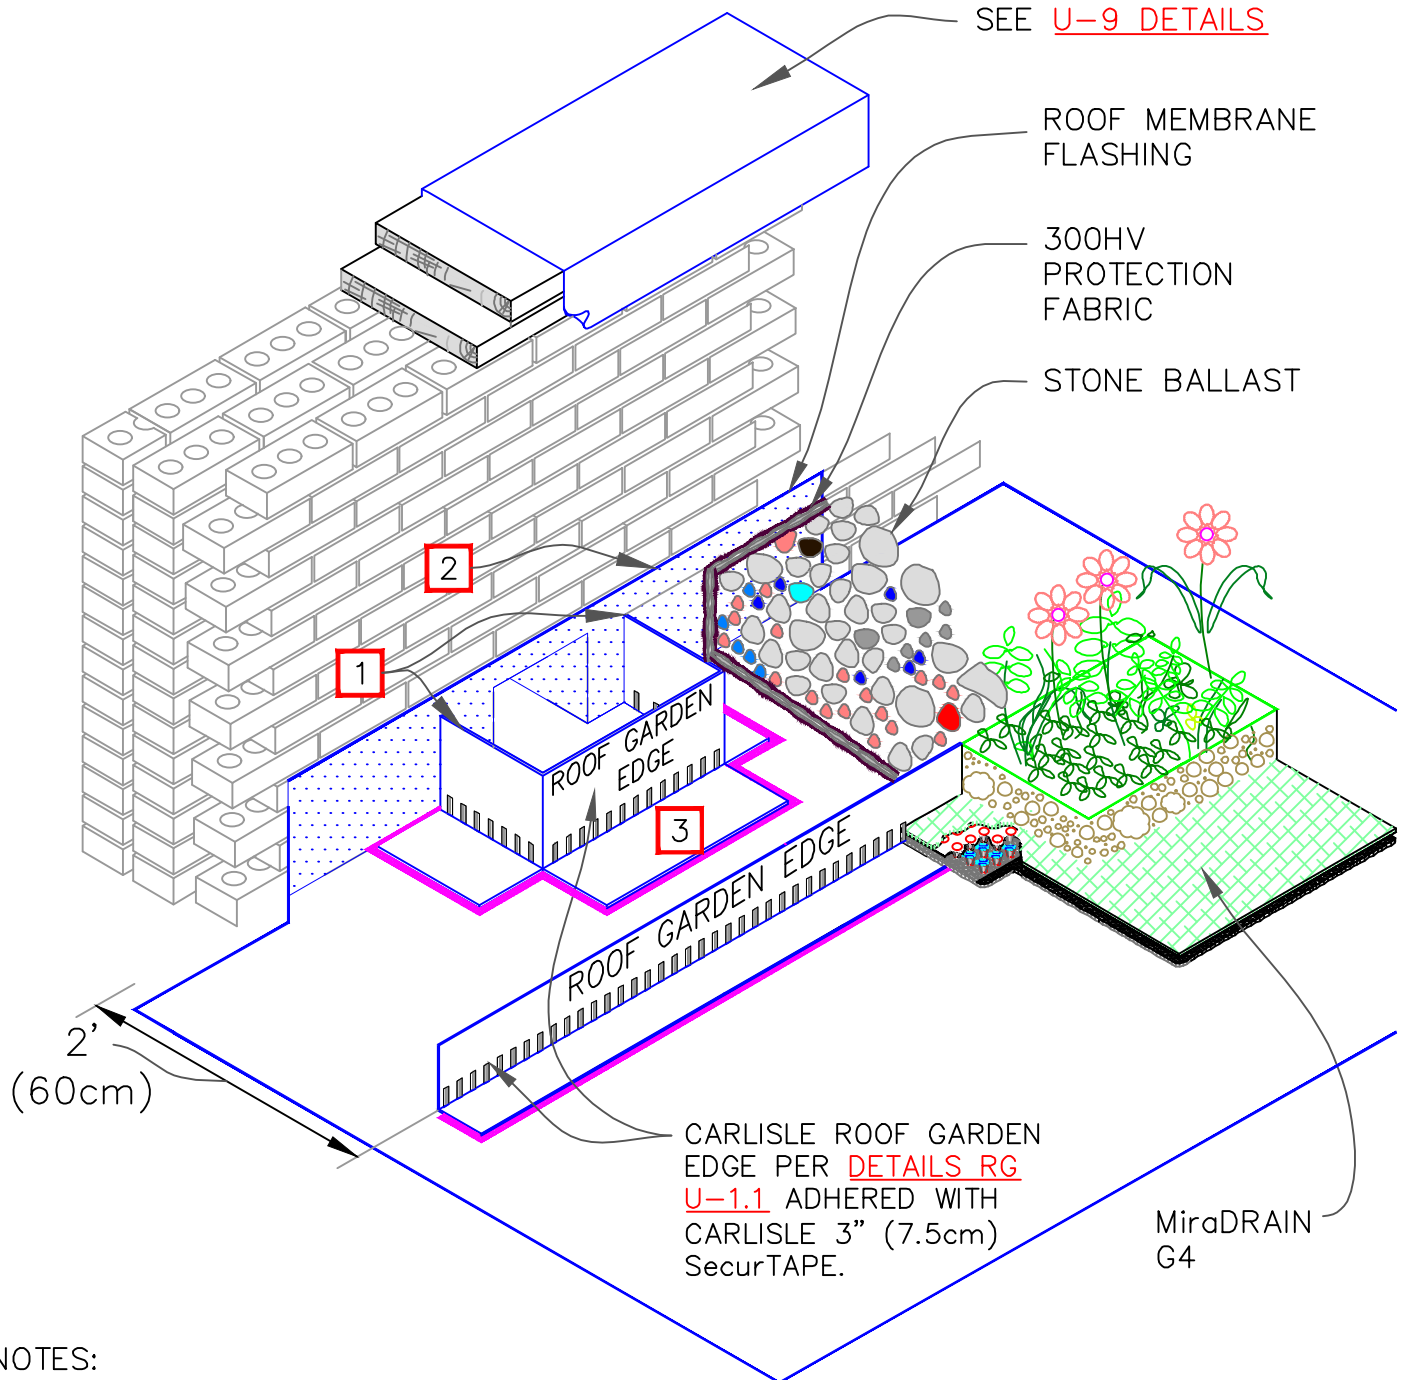 SEE U-9 DETAILS
ROOF MEMBRANE
FLASHING
300HV
PROTECTION
FABRIC
STONE BALLAST
2
1
ROOF GARDEN
EDGE
3
ROOF GARDEN EDGE
2'
(60cm)
CARLISLE ROOF GARDEN
EDGE PER DETAILS RG
U-1.1 ADHERED WITH
CARLISLE 3" (7.5cm)
SecurTAPE.
MiraDRAIN
G4
NOTES: